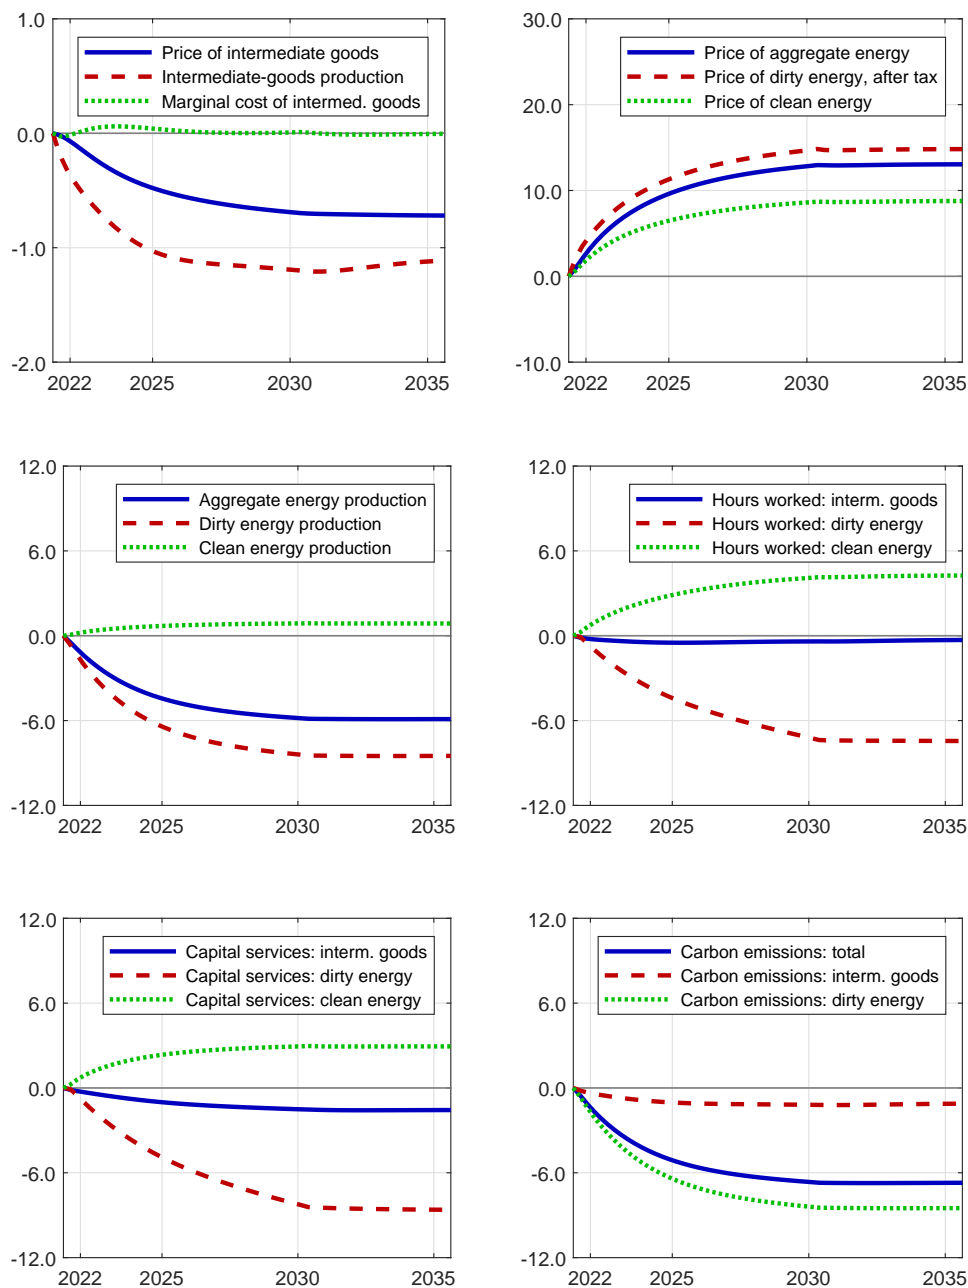 1.0
Price of intermediate goods
Intermediate-goods production
Marginal cost of intermed. goods
0.0
-1.0
-2.0
2022 2025 2030 2035
30.0
Price of aggregate energy
Price of dirty energy, after tax
Price of clean energy
20.0
10.0
0.0
-10.0
2022 2025 2030 2035
12.0
Aggregate energy production
Dirty energy production
Clean energy production
6.0
0.0
-6.0
-12.0
2022 2025 2030 2035
12.0
Hours worked: interm. goods
Hours worked: dirty energy
Hours worked: clean energy
6.0
0.0
-6.0
-12.0
2022 2025 2030 2035
12.0
Capital services: interm. goods
Capital services: dirty energy
Capital services: clean energy
6.0
0.0
-6.0
-12.0
2022 2025 2030 2035
12.0
Carbon emissions: total
Carbon emissions: interm. goods
Carbon emissions: dirty energy
6.0
0.0
-6.0
-12.0
2022 2025 2030 2035